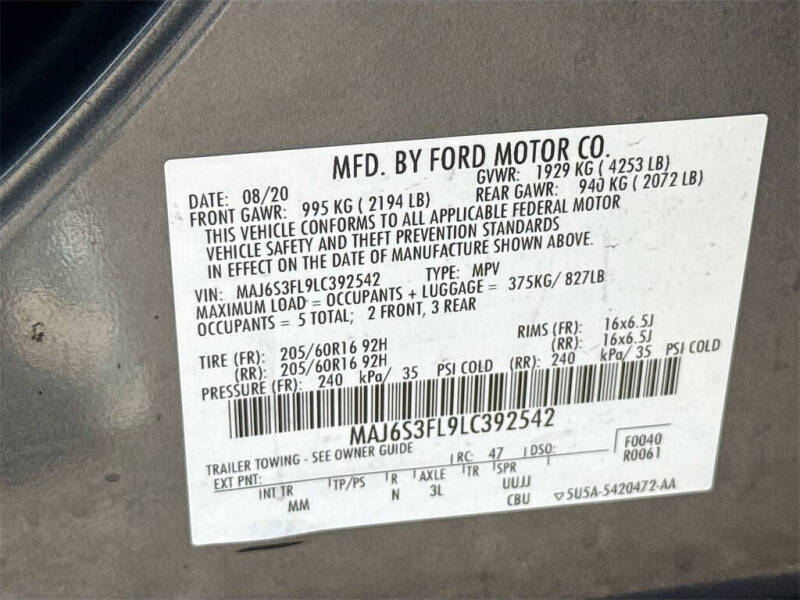 MFD. BY FORD MOTOR CO.
DATE: 08/20 GVWR: 1929 KG ( 4253 LB)
FRONT GAWR: 995 KG ( 2194 LB) REAR GAWR: 940 KG ( 2072 LB)
THIS VEHICLE CONFORMS TO ALL APPLICABLE FEDERAL MOTOR
VEHICLE SAFETY AND THEFT PREVENTION STANDARDS
IN EFFECT ON THE DATE OF MANUFACTURE SHOWN ABOVE.
VIN: MAJ6S3FL9LC392542 TYPE: MPV
MAXIMUM LOAD = OCCUPANTS + LUGGAGE = 375KG/ 827LB
OCCUPANTS = 5 TOTAL; 2 FRONT, 3 REAR
TIRE (FR): 205/60R16 92H RIMS (FR): 16x6.5J
(RR): 205/60R16 92H (RR): 16x6.5J
PRESSURE (FR): 240 kPa/ 35 PSI COLD (RR): 240 kPa/ 35 PSI COLD
MAJ6S3FL9LC392542
TRAILER TOWING - SEE OWNER GUIDE
EXT PNT: RC: 47 DSO: F0040
R0061
INT TR TP/PS R AXLE TR SPR
MM N 3L UUJJ
CBU 5U5A-5420472-AA